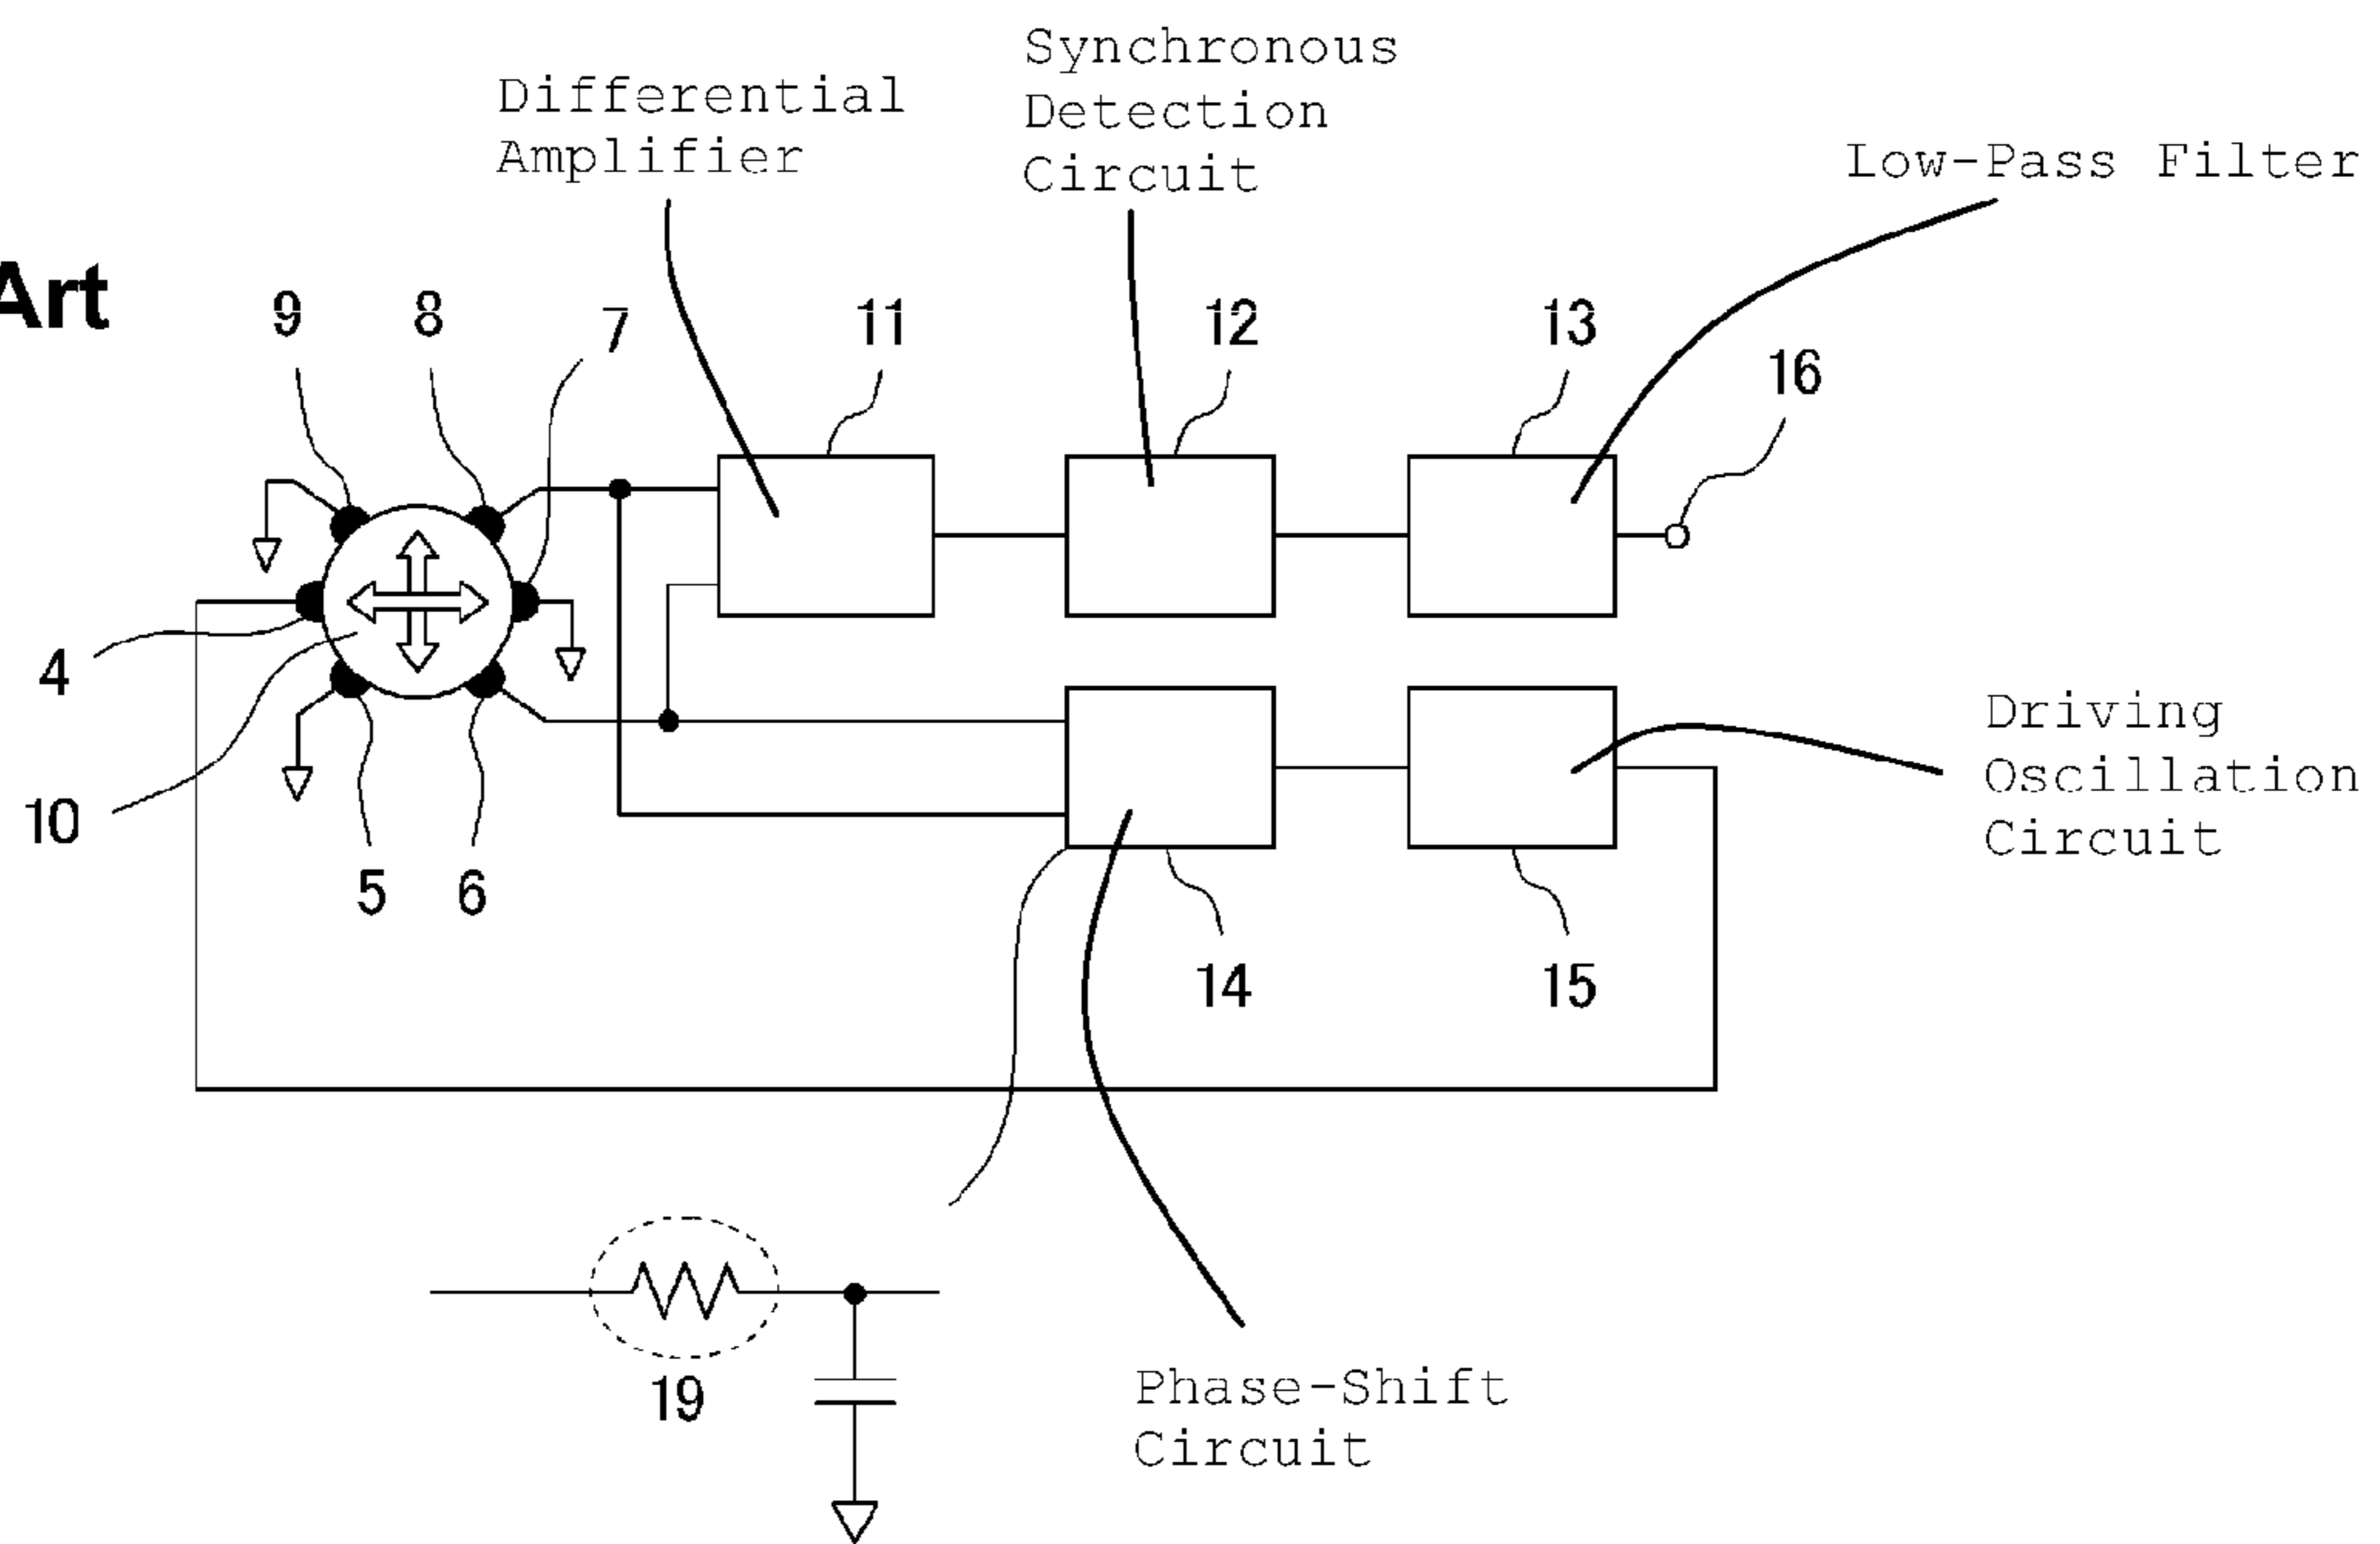 Synchronous
Detection
Circuit
Differential
Amplifier
Low-Pass Filter
Art
9
8
7
11
12
13
16
4
10
5
6
14
15
Driving
Oscillation
Circuit
19
Phase-Shift
Circuit